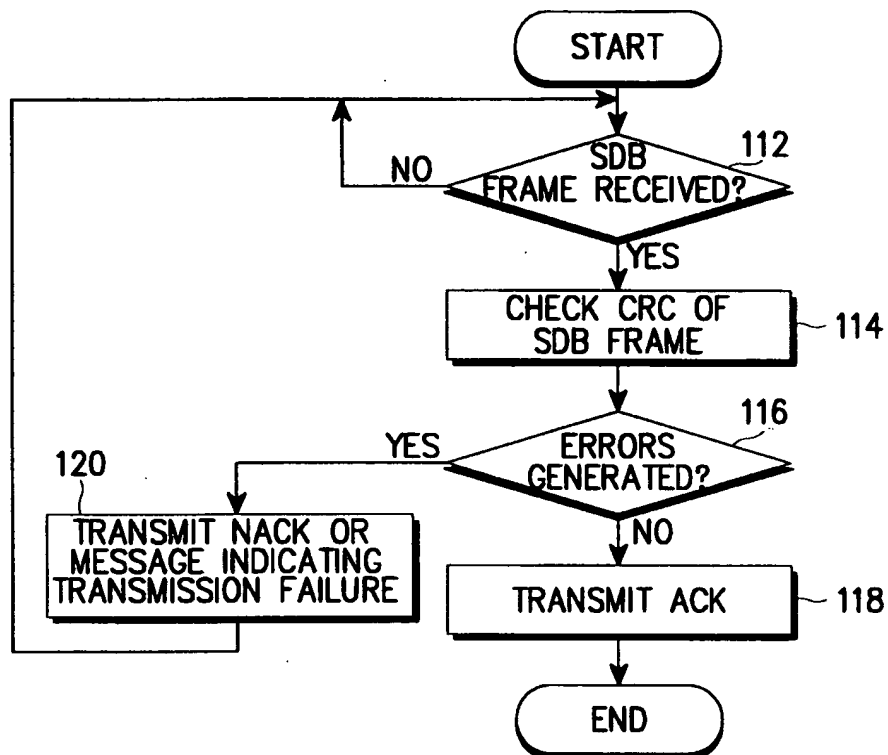 START
112
SDB
FRAME RECEIVED?
NO
YES
CHECK CRC OF
SDB FRAME
114
116
ERRORS
GENERATED?
YES
120
NO
TRANSMIT NACK OR
MESSAGE INDICATING
TRANSMISSION FAILURE
TRANSMIT ACK
118
END